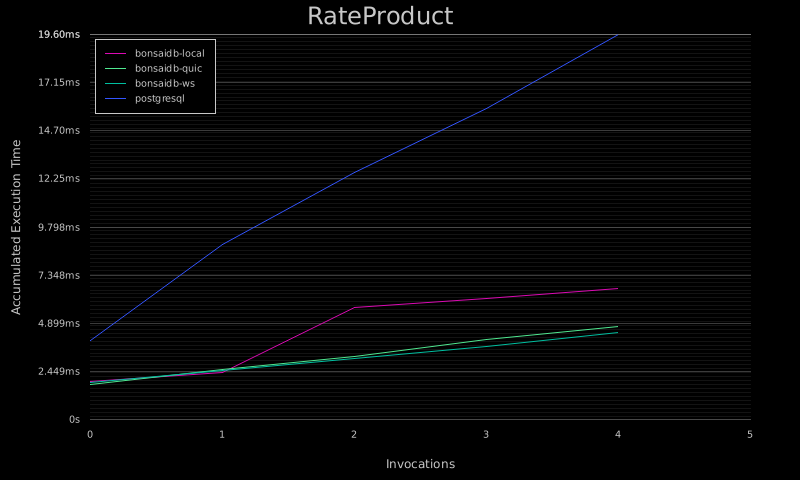 RateProduct
19.60ms
bonsaidb-local
bonsaidb-quic
17.15ms
bonsaidb-ws
postgresql
14.70ms
12.25ms
Accumulated Execution Time
9.798ms
7.348ms
4.899ms
2.449ms
0s
0 1 2 3 4 5
Invocations